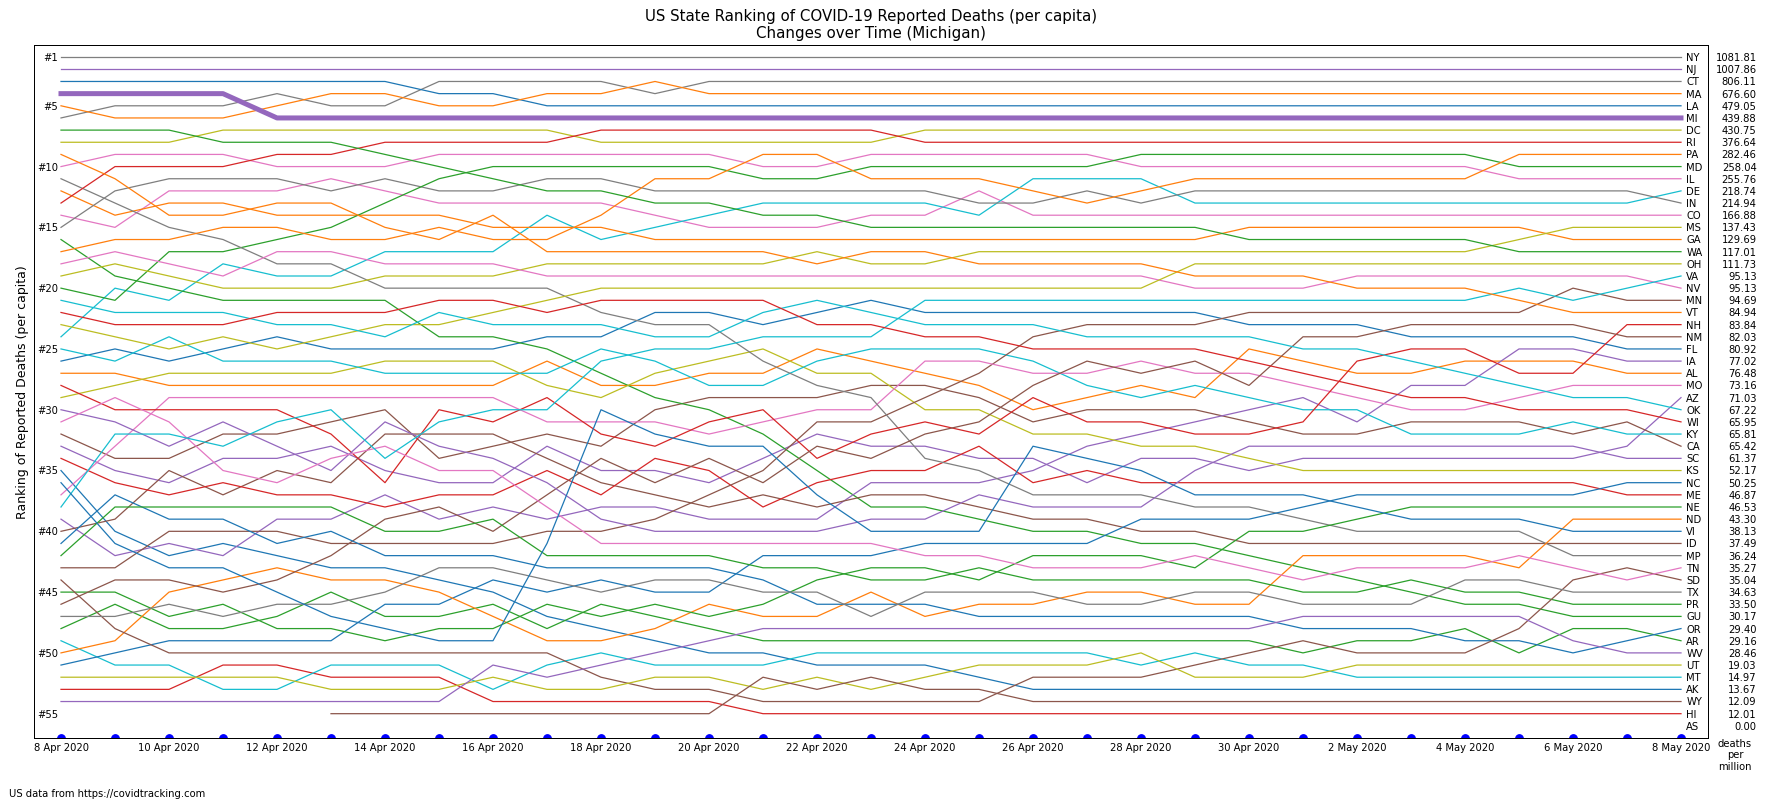 US State Ranking of COVID-19 Reported Deaths (per capita)
Changes over Time (Michigan)
Ranking of Reported Deaths (per capita)
#1
#5
#10
#15
#20
#25
#30
#35
#40
#45
#50
#55
NY 1081.81
NJ 1007.86
CT 806.11
MA 676.60
LA 479.05
MI 439.88
DC 430.75
RI 376.64
PA 282.46
MD 258.04
IL 255.76
DE 218.74
IN 214.94
CO 166.88
MS 137.43
GA 129.69
WA 117.01
OH 111.73
VA 95.13
NV 95.13
MN 94.69
VT 84.94
NH 83.84
NM 82.03
FL 80.92
IA 77.02
AL 76.48
MO 73.16
AZ 71.03
OK 67.22
WI 65.95
KY 65.81
CA 65.42
SC 61.37
KS 52.17
NC 50.25
ME 46.87
NE 46.53
ND 43.30
VI 38.13
ID 37.49
MP 36.24
TN 35.27
SD 35.04
TX 34.63
PR 33.50
GU 30.17
OR 29.40
AR 29.16
WV 28.46
UT 19.03
MT 14.97
AK 13.67
WY 12.09
HI 12.01
AS 0.00
8 Apr 2020 10 Apr 2020 12 Apr 2020 14 Apr 2020 16 Apr 2020 18 Apr 2020 20 Apr 2020 22 Apr 2020 24 Apr 2020 26 Apr 2020 28 Apr 2020 30 Apr 2020 2 May 2020 4 May 2020 6 May 2020 8 May 2020
deaths
per
million
US data from https://covidtracking.com